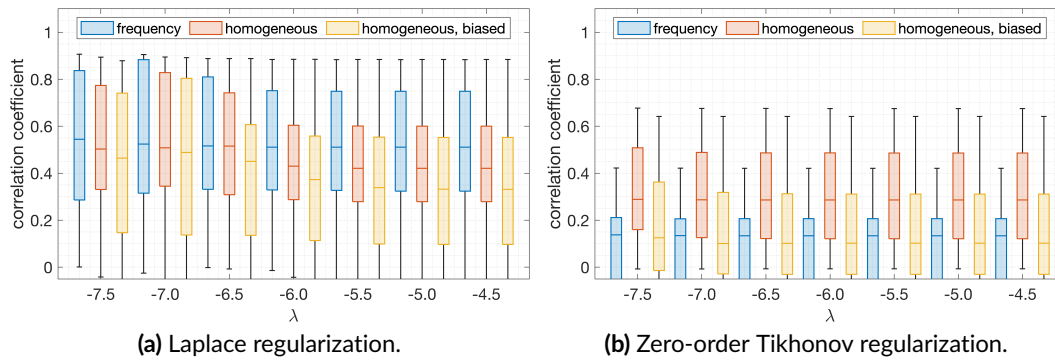 frequency homogeneous homogeneous, biased
correlation coefficient
1
0.8
0.6
0.4
0.2
0
-7.5 -7.0 -6.5 -6.0 -5.5 -5.0 -4.5
λ
(a) Laplace regularization.
frequency homogeneous homogeneous, biased
correlation coefficient
1
0.8
0.6
0.4
0.2
0
-7.5 -7.0 -6.5 -6.0 -5.5 -5.0 -4.5
λ
(b) Zero-order Tikhonov regularization.